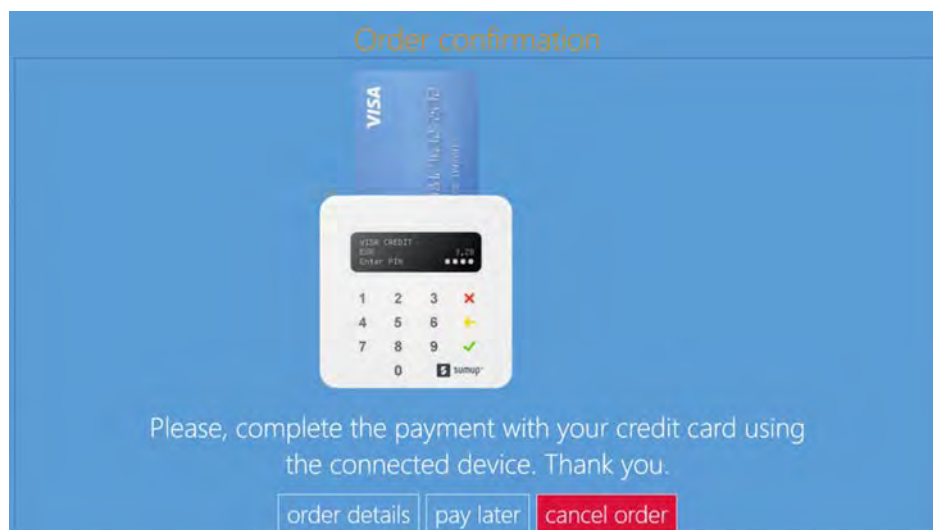 Order confirmation
VISA
VISA CREDIT
EUR
Enter PIN ****
1 2 3
4 5 6
7 8 9
0 sumup
Please, complete the payment with your credit card using
the connected device. Thank you.
order details pay later cancel order